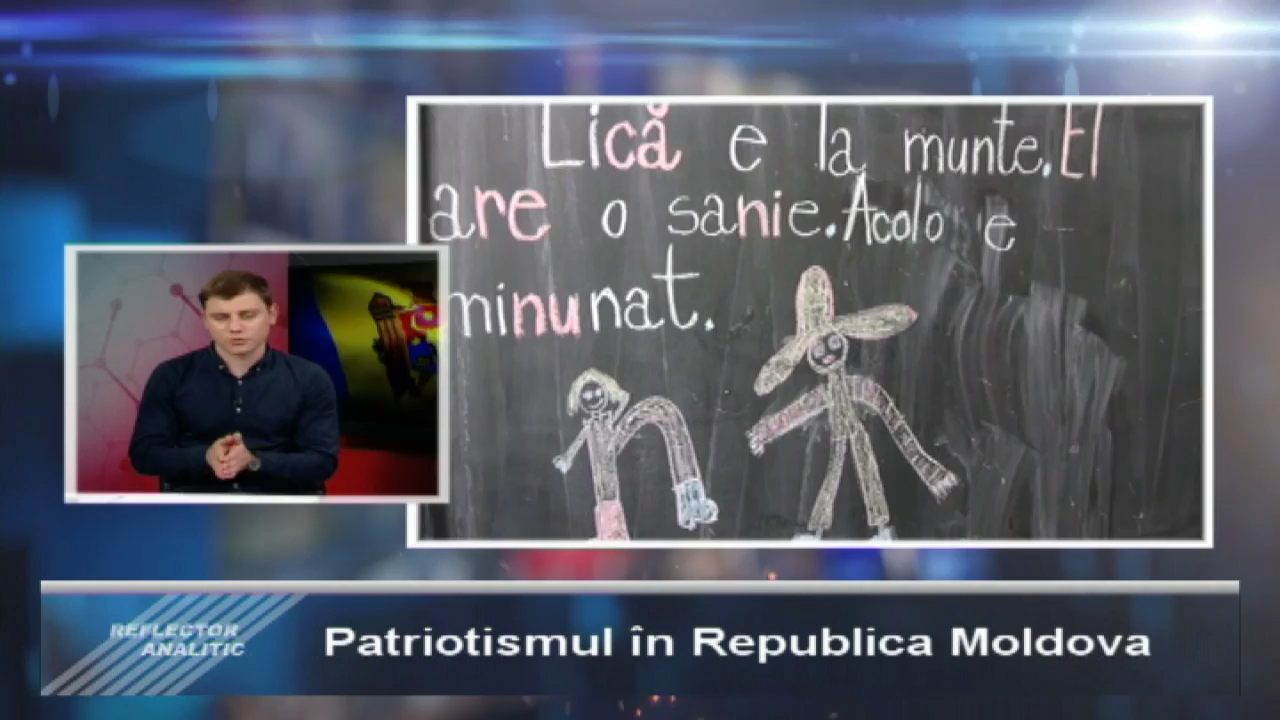 Lică e la munte. El
are o sanie. Acolo e
minunat.
REFLECTOR
ANALITIC
Patriotismul în Republica Moldova